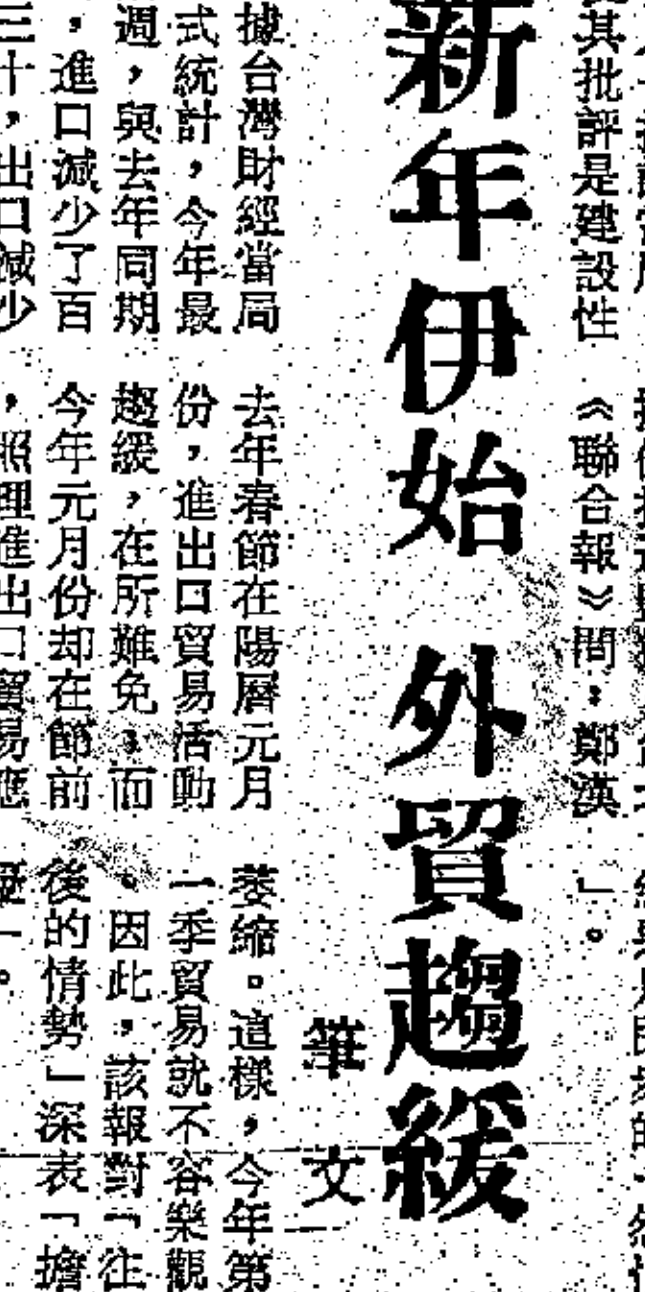 其批評是建設性
《聯合報》問:鄭漢
」。
新年伊始 外貿趨緩
筆文
據台灣財經當局
式統計,今年最
週,與去年同期
,進口減少了百
三十,出口減少
去年春節在陽曆元月
份,進出口貿易活動
趨緩,在所難免;而
今年元月份却在節前
,照理進出口貿易應
萎縮。這樣,今年第
一季貿易就不容樂觀
。因此,該報對「往
後的情勢」深表「擔
」。